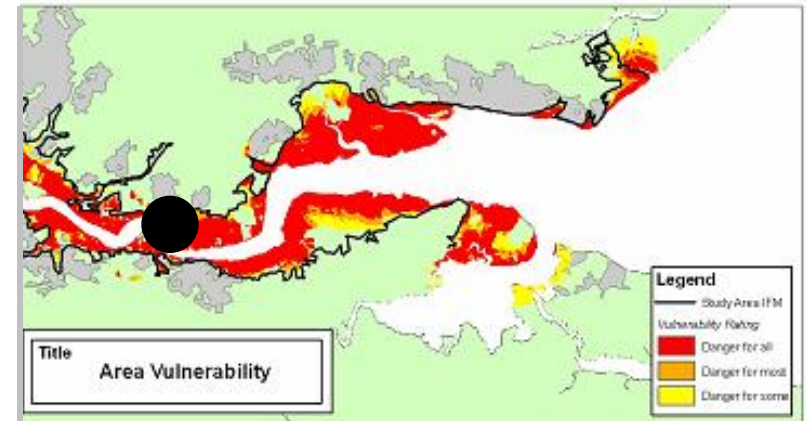 Title
Area Vulnerability
Legend
Study Area IFM
Vulnerability Rating
Danger for all
Danger for most
Danger for some